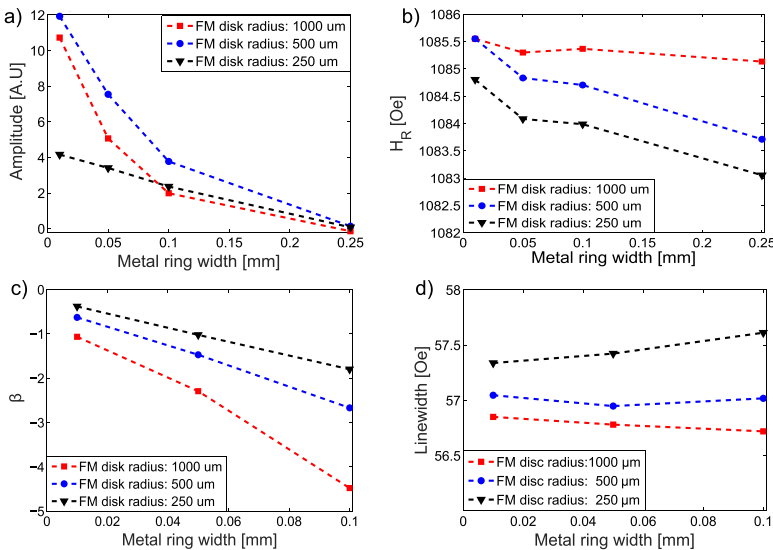 a)
12
10
8
6
4
2
0
Amplitude [A.U]
FM disk radius: 1000 um
FM disk radius: 500 um
FM disk radius: 250 um
0 0.05 0.1 0.15 0.2 0.25
Metal ring width [mm]
b)
1086
1085.5
1085
1084.5
1084
1083.5
1083
1082.5
1082
H_R [Oe]
FM disk radius: 1000 um
FM disk radius: 500 um
FM disk radius: 250 um
0 0.05 0.1 0.15 0.2 0.25
Metal ring width [mm]
c)
0
−1
−2
−3
−4
−5
β
FM disk radius: 1000 um
FM disk radius: 500 um
FM disk radius: 250 um
0 0.02 0.04 0.06 0.08 0.1
Metal ring width [mm]
d)
58
57.5
57
56.5
Linewidth [Oe]
FM disc radius:1000 µm
FM disc radius: 500 µm
FM disc radius: 250 µm
0 0.02 0.04 0.06 0.08 0.1
Metal ring width [mm]